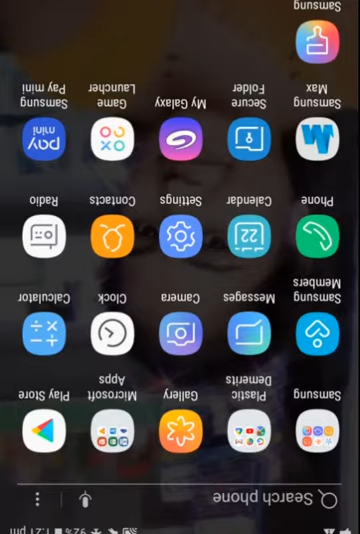 92% 1:21 pm
Search phone
Samsung
Plastic
Demerits
Gallery
Microsoft
Apps
Play Store
Samsung
Members
Messages
Camera
Clock
Calculator
22
Phone
Calendar
Settings
Contacts
Radio
pay
mini
Samsung
Max
Secure
Folder
My Galaxy
Game
Launcher
Samsung
Pay mini
Samsung